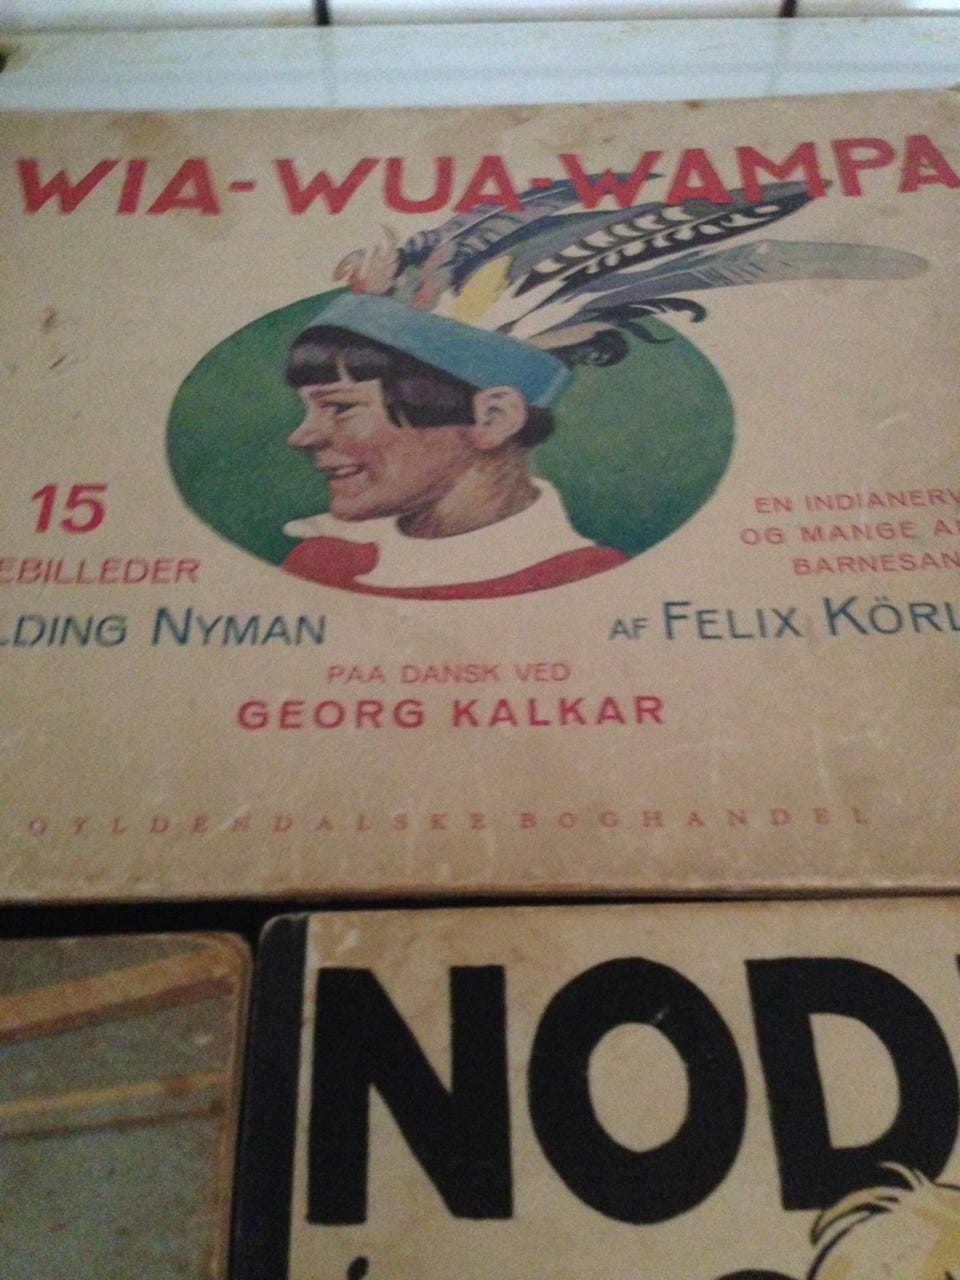 WIA-WUA-WAMPA
15
EBILLEDER
LDING NYMAN
EN INDIANERV
OG MANGE A
BARNESAN
AF FELIX KÖRL
PAA DANSK VED
GEORG KALKAR
GYLDENDALSKE BOGHANDEL
NOD